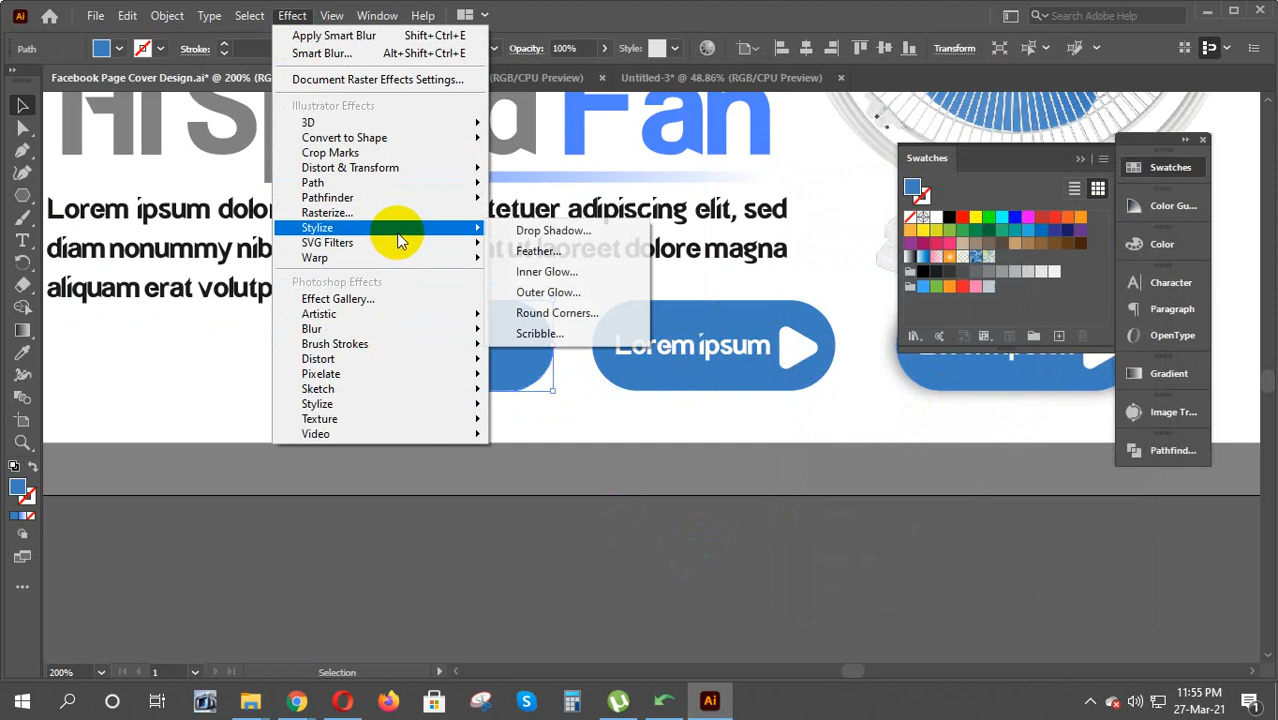 Ai File Edit Object Type Select Effect View Window Help Search Adobe Help
Path Stroke: Opacity: 100% Style: Transform
Facebook Page Cover Design.ai* @ 200% (RGB/CPU Preview) Untitled-3* @ 48.86% (RGB/CPU Preview)
Apply Smart Blur Shift+Ctrl+E
Smart Blur... Alt+Shift+Ctrl+E
Document Raster Effects Settings...
Illustrator Effects
3D
Convert to Shape
Crop Marks
Distort & Transform
Path
Pathfinder
Rasterize...
Stylize
SVG Filters
Warp
Photoshop Effects
Effect Gallery...
Artistic
Blur
Brush Strokes
Distort
Pixelate
Sketch
Stylize
Texture
Video
Drop Shadow...
Feather...
Inner Glow...
Outer Glow...
Round Corners...
Scribble...
Fan
Lorem ipsum dolor tetuer adipiscing elit, sed
diam nonummy nibh dolore magna
aliquam erat volutp
Lorem ipsum
Swatches
Swatches
Color Gu...
Color
Character
Paragraph
OpenType
Gradient
Image Tr...
Pathfind...
200% 1 Selection
Ai
11:55 PM
27-Mar-21